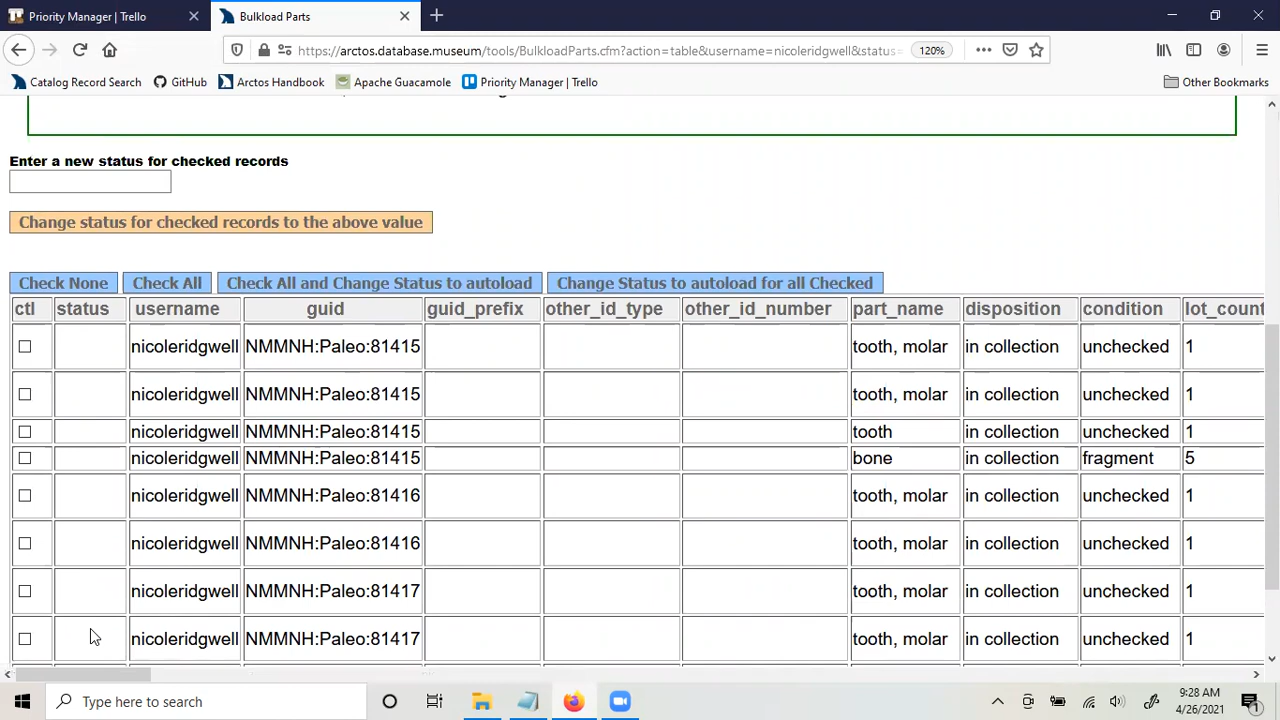 Priority Manager | Trello
Bulkload Parts
https://arctos.database.museum/tools/BulkloadParts.cfm?action=table&username=nicoleridgwell&status=
120%
Catalog Record Search
GitHub
Arctos Handbook
Apache Guacamole
Priority Manager | Trello
Other Bookmarks
Enter a new status for checked records
Change status for checked records to the above value
Check None Check All Check All and Change Status to autoload Change Status to autoload for all Checked
ctl status username guid guid_prefix other_id_type other_id_number part_name disposition condition lot_count
nicoleridgwell NMMNH:Paleo:81415 tooth, molar in collection unchecked 1
nicoleridgwell NMMNH:Paleo:81415 tooth, molar in collection unchecked 1
nicoleridgwell NMMNH:Paleo:81415 tooth in collection unchecked 1
nicoleridgwell NMMNH:Paleo:81415 bone in collection fragment 5
nicoleridgwell NMMNH:Paleo:81416 tooth, molar in collection unchecked 1
nicoleridgwell NMMNH:Paleo:81416 tooth, molar in collection unchecked 1
nicoleridgwell NMMNH:Paleo:81417 tooth, molar in collection unchecked 1
nicoleridgwell NMMNH:Paleo:81417 tooth, molar in collection unchecked 1
Type here to search
9:28 AM
4/26/2021
1